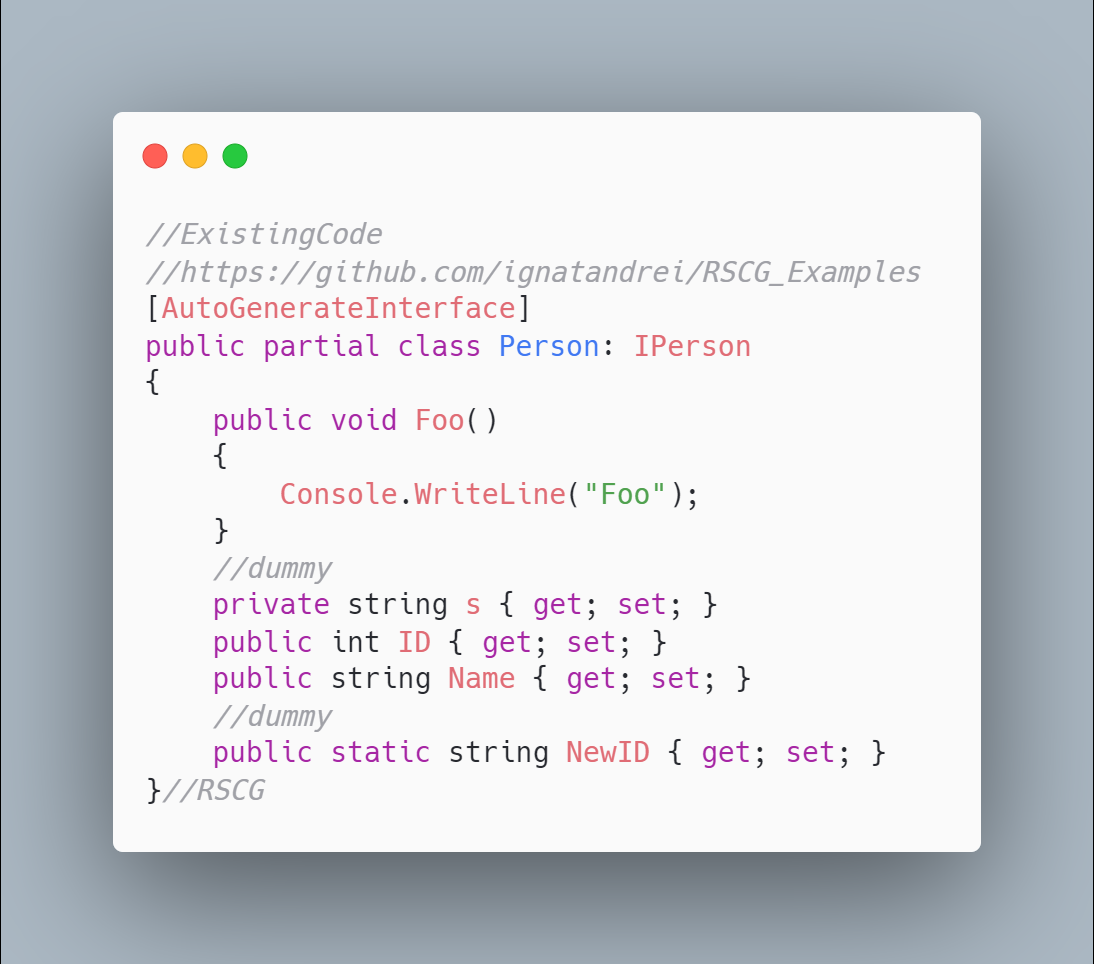 //ExistingCode
//https://github.com/ignatandrei/RSCG_Examples
[AutoGenerateInterface]
public partial class Person: IPerson
{
    public void Foo()
    {
        Console.WriteLine("Foo");
    }
    //dummy
    private string s { get; set; }
    public int ID { get; set; }
    public string Name { get; set; }
    //dummy
    public static string NewID { get; set; }
}//RSCG